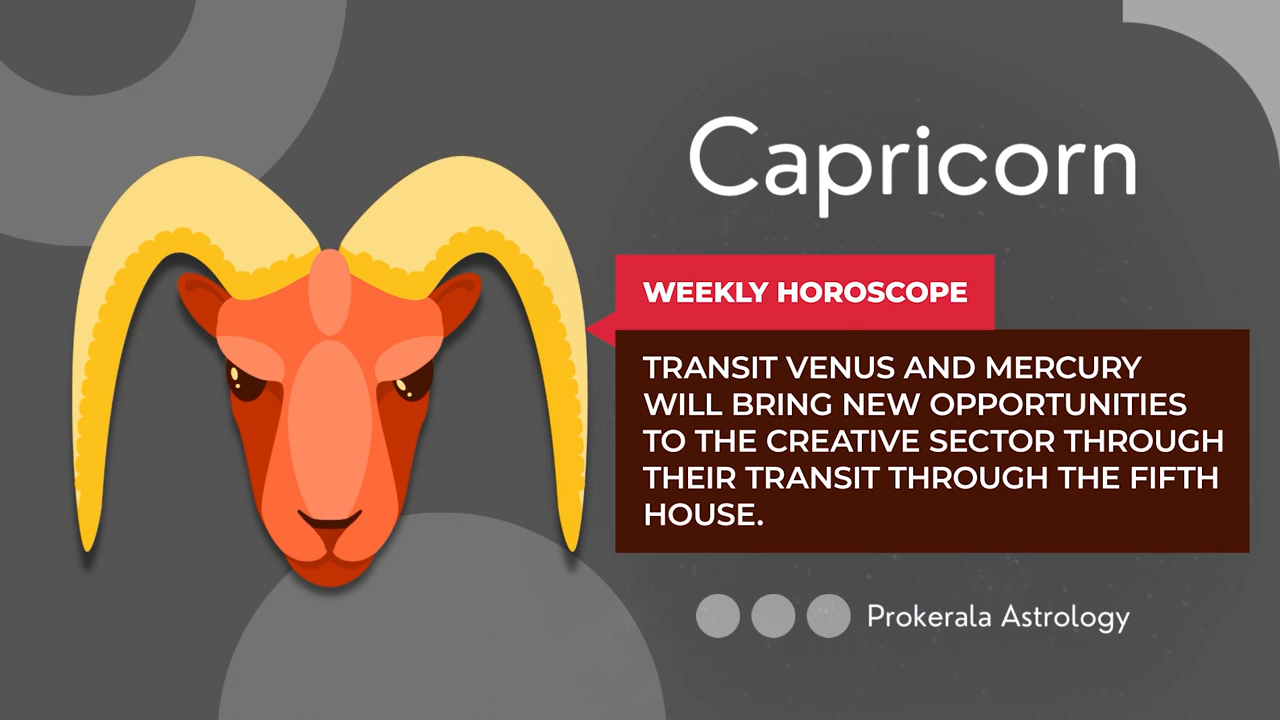 Capricorn
WEEKLY HOROSCOPE
TRANSIT VENUS AND MERCURY
WILL BRING NEW OPPORTUNITIES
TO THE CREATIVE SECTOR THROUGH
THEIR TRANSIT THROUGH THE FIFTH
HOUSE.
Prokerala Astrology